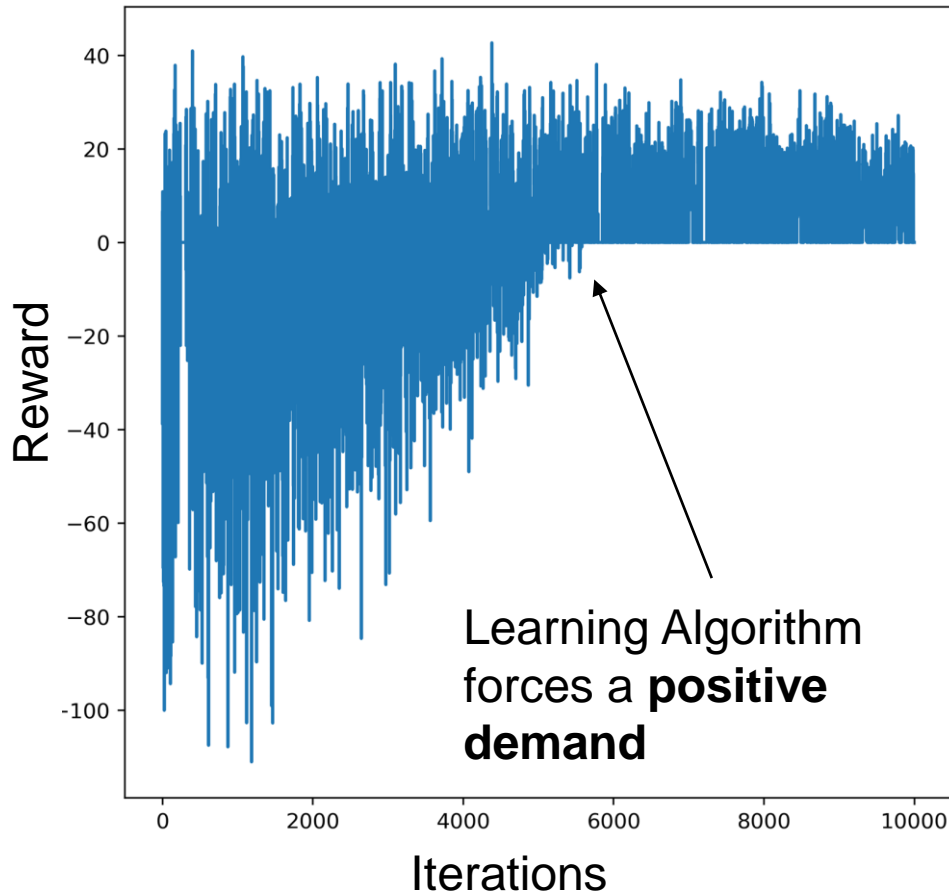 40
20
0
−20
−40
−60
−80
-100
Reward
Learning Algorithm
forces a positive
demand
0 2000 4000 6000 8000 10000
Iterations